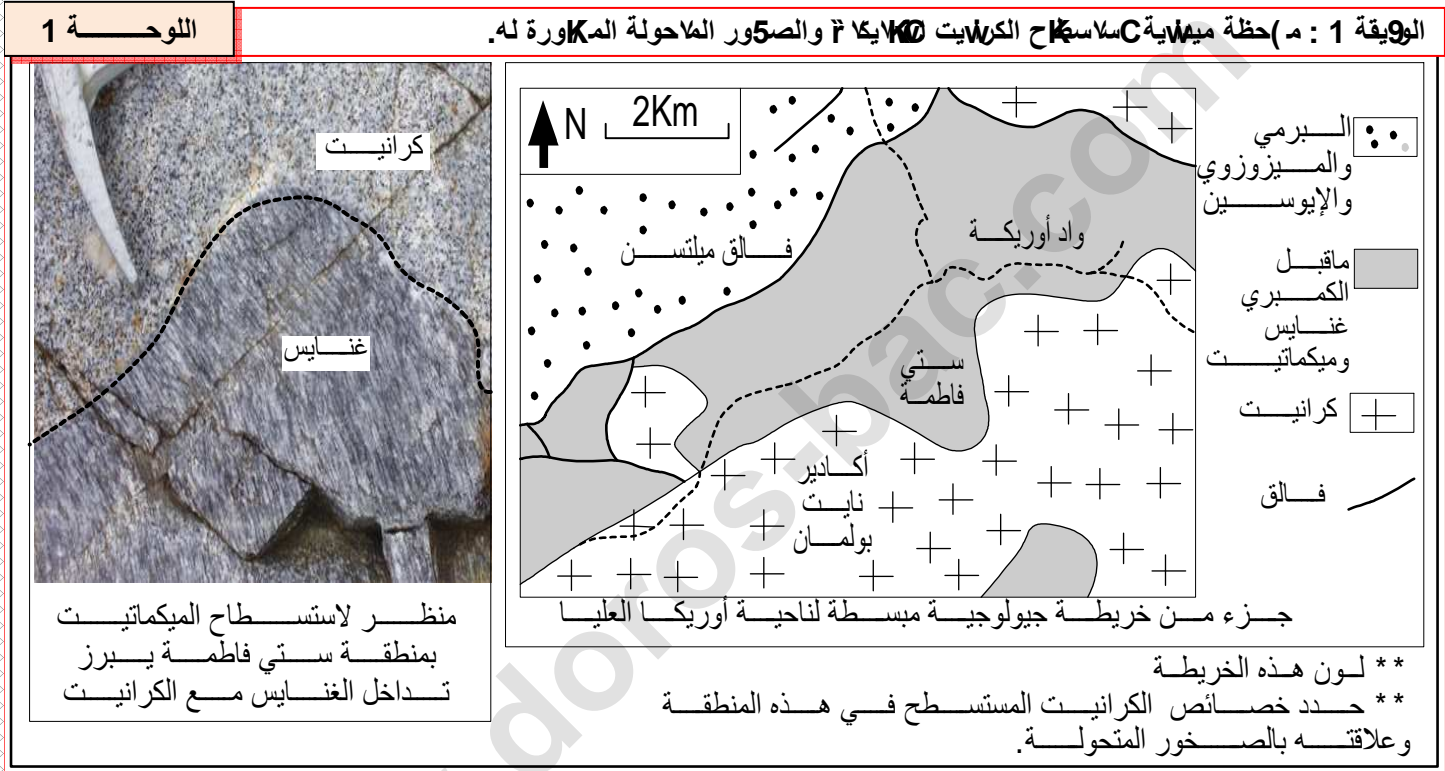 اللوحة 1
الوثيقة 1 : ملاحظة ميدانية
والصخور المتحولة المجاورة له.
كرانيت
غنايس
منظر لاستسطاح الميكماتيت
بمنطقة ستي فاطمة يبرز
تداخل الغنايس مع الكرانيت
N
2Km
فالق ميلتسن
واد أوريكة
ستي
فاطمة
أكادير
نايت
بولمان
البرمي
والميزوزوي
والإيوسين
ماقبل
الكمبري
غنايس
وميكماتيت
كرانيت
فالق
جزء من خريطة جيولوجية مبسطة لناحية أوريكا العليا
** لون هذه الخريطة
** حدد خصائص الكرانيت المستسطح في هذه المنطقة
وعلاقته بالصخور المتحولة.
doros-bac.com